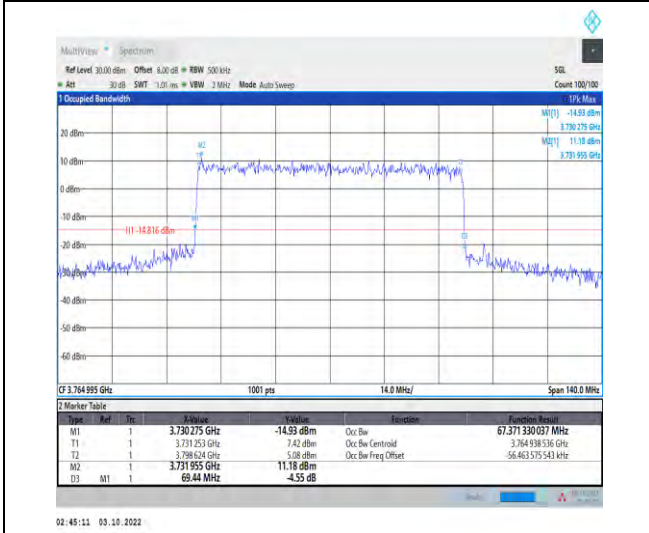 MultiView Spectrum
Ref Level 30.00 dBm Offset 6.00 dB RBW 500 kHz SGL
Att 30 dB SWT 1.01 ms VBW 2 MHz Mode Auto Sweep Count 100/100
1 Occupied Bandwidth 1Pk Max
M1[1] -14.93 dBm
3.730 275 GHz
M2[1] 11.18 dBm
3.731 955 GHz
20 dBm
M2
10 dBm
0 dBm
-10 dBm
M1
H1 -14.816 dBm
-20 dBm
D3
-30 dBm
-40 dBm
-50 dBm
-60 dBm
CF 3.764 995 GHz 1001 pts 14.0 MHz/ Span 140.0 MHz
2 Marker Table
Type Ref Trc X-Value Y-Value Function Function Result
M1 1 3.730 275 GHz -14.93 dBm Occ Bw 67.371 330 037 MHz
T1 1 3.731 253 GHz 7.42 dBm Occ Bw Centroid 3.764 938 536 GHz
T2 1 3.798 624 GHz 5.08 dBm Occ Bw Freq Offset -56.463 575 543 kHz
M2 1 3.731 955 GHz 11.18 dBm
D3 M1 1 69.44 MHz -4.55 dB
02:45:11 03.10.2022